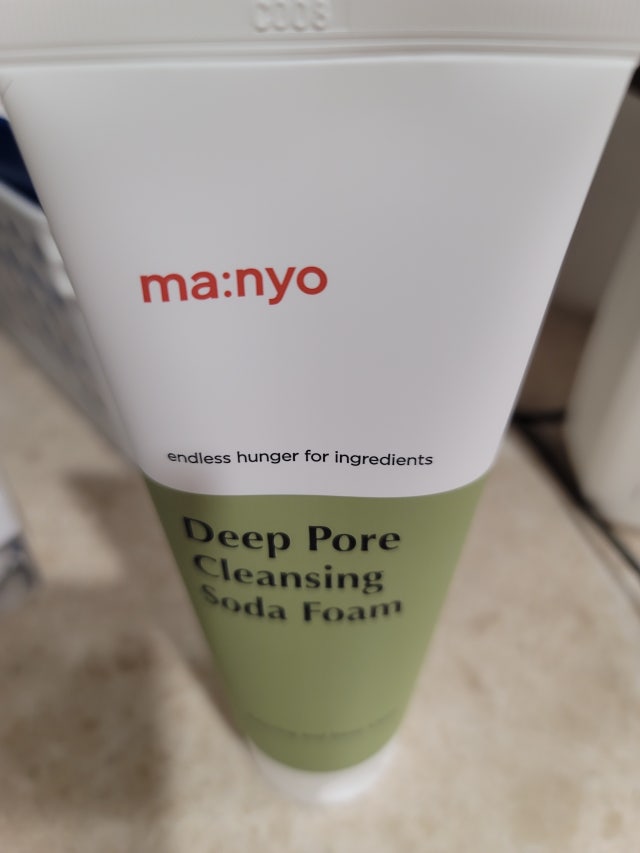 ma:nyo
endless hunger for ingredients
Deep Pore
Cleansing
Soda Foam